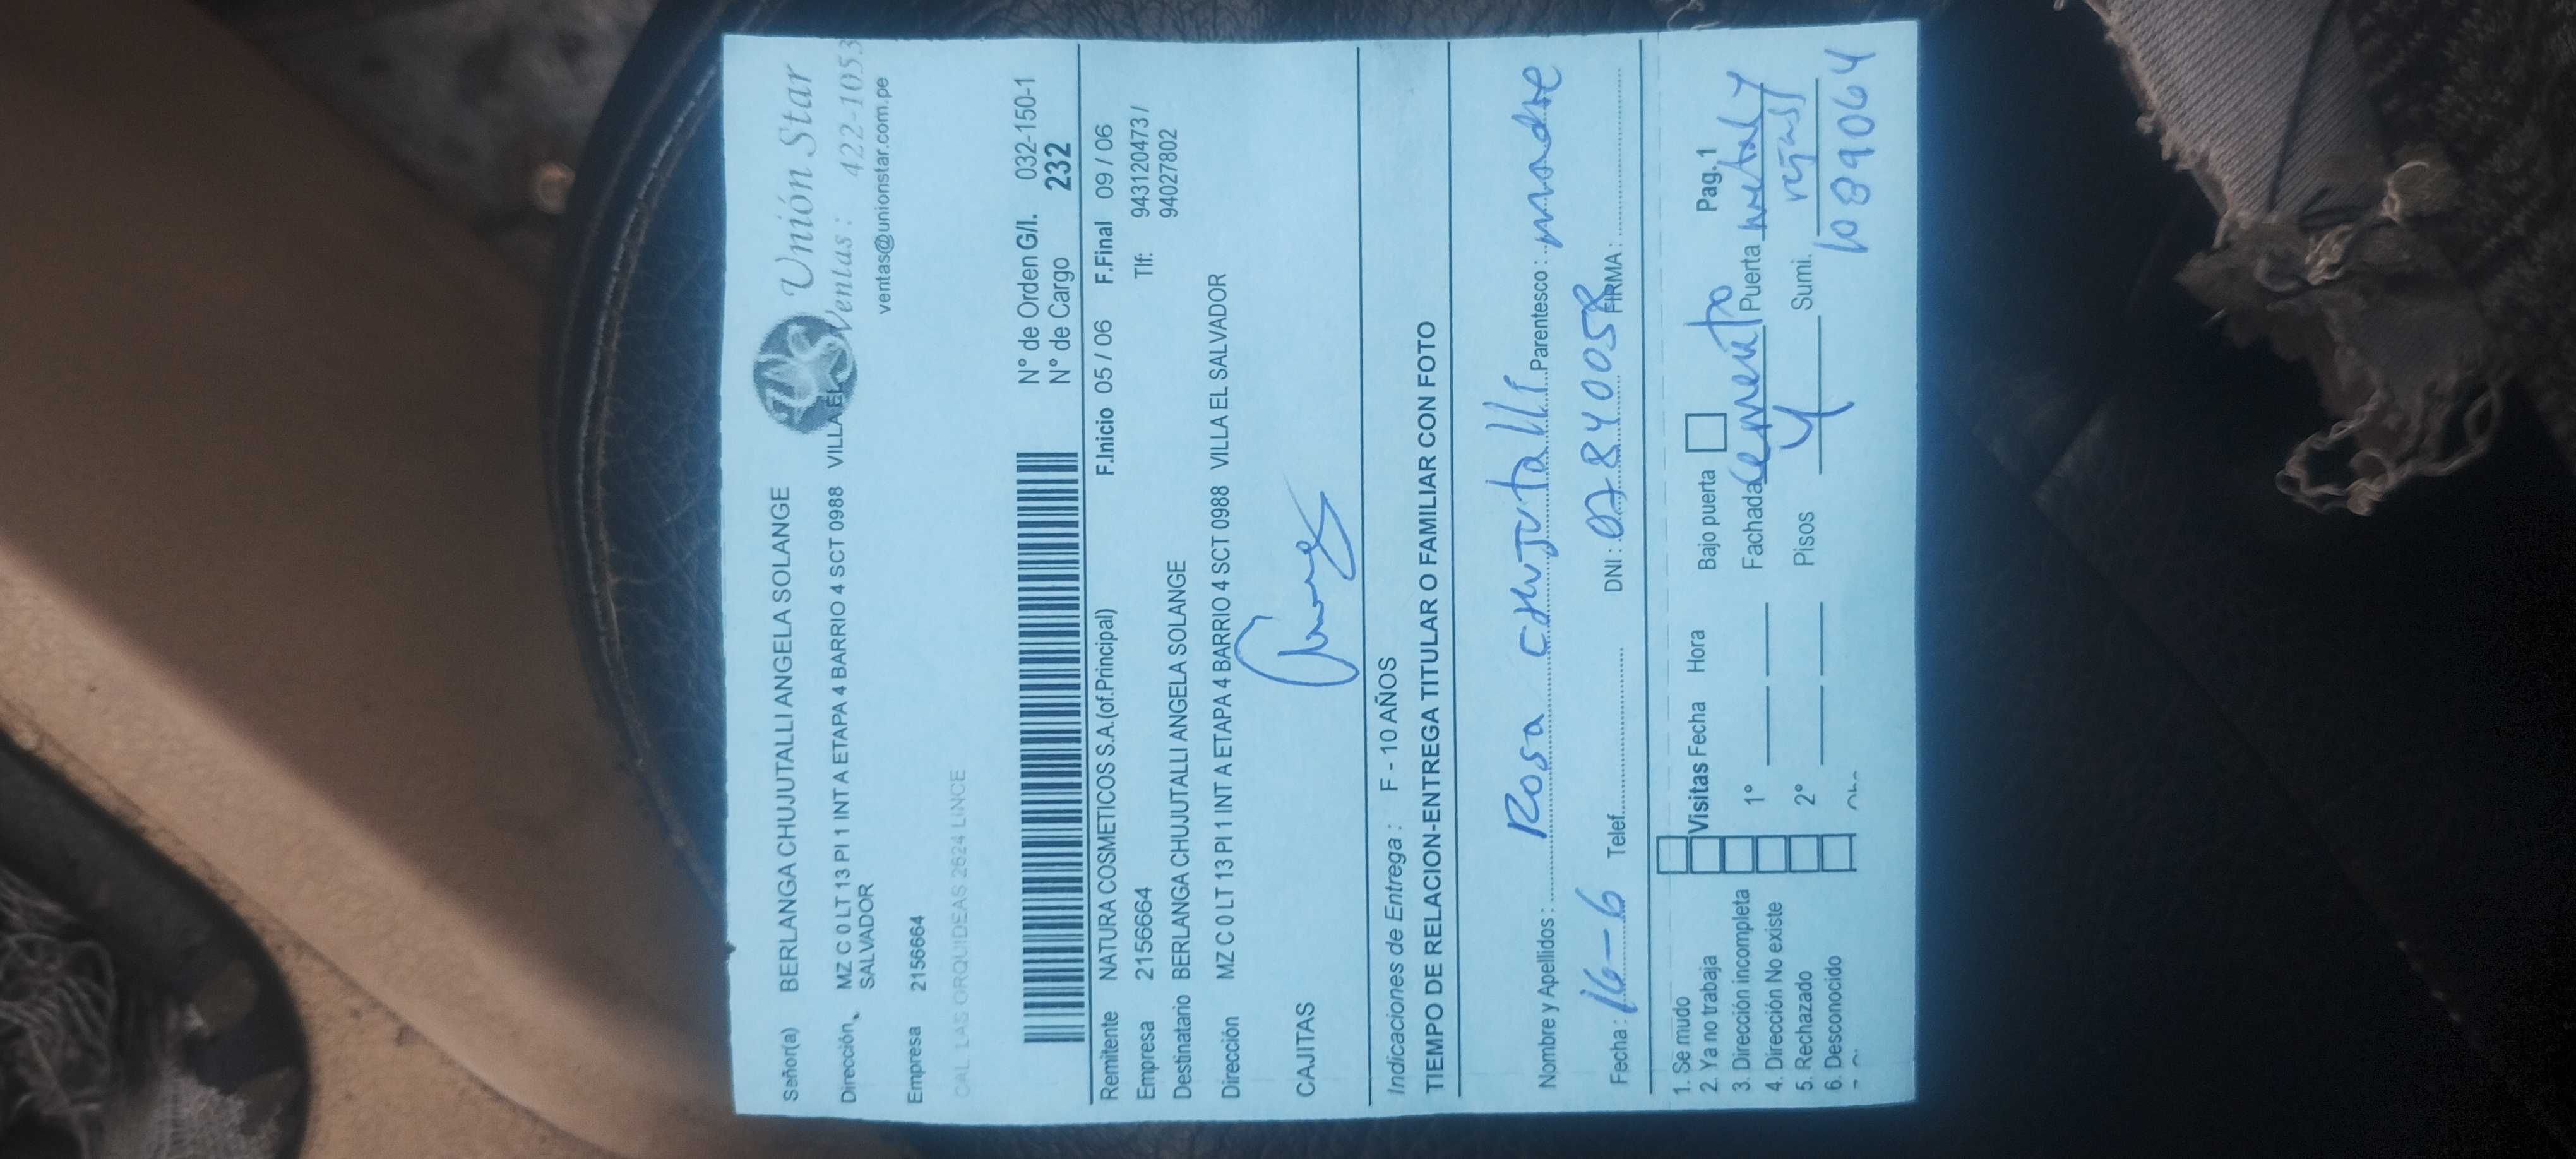 Unión Star
Ventas: 422-1053
ventas@unionstar.com.pe
Señor(a) BERLANGA CHUJUTALLI ANGELA SOLANGE
Dirección MZ C 0 LT 13 PI 1 INT A ETAPA 4 BARRIO 4 SCT 0988 VILLA EL
SALVADOR
Empresa 2156664
CAL LAS ORQUIDEAS 2624 LINCE
N° de Orden G/I. 032-150-1
N° de Cargo 232
Remitente NATURA COSMETICOS S.A.(of.Principal) F.Inicio 05 / 06 F.Final 09 / 06
Empresa 2156664 Tlf: 943120473 /
94027802
Destinatario BERLANGA CHUJUTALLI ANGELA SOLANGE
Dirección MZ C 0 LT 13 PI 1 INT A ETAPA 4 BARRIO 4 SCT 0988 VILLA EL SALVADOR
CAJITAS
Indicaciones de Entrega : F - 10 AÑOS
TIEMPO DE RELACION-ENTREGA TITULAR O FAMILIAR CON FOTO
Nombre y Apellidos : Rosa CHUJUTallí Parentesco : madre
Fecha : 16-6 Telef. DNI : 07840058 FIRMA :
1. Se mudo
2. Ya no trabaja
3. Dirección incompleta
4. Dirección No existe
5. Rechazado
6. Desconocido
Visitas Fecha Hora Bajo puerta Pag. 1
1° Fachada Cemento Puerta metal y
rejas
2° Pisos 4 Sumi. 1089064